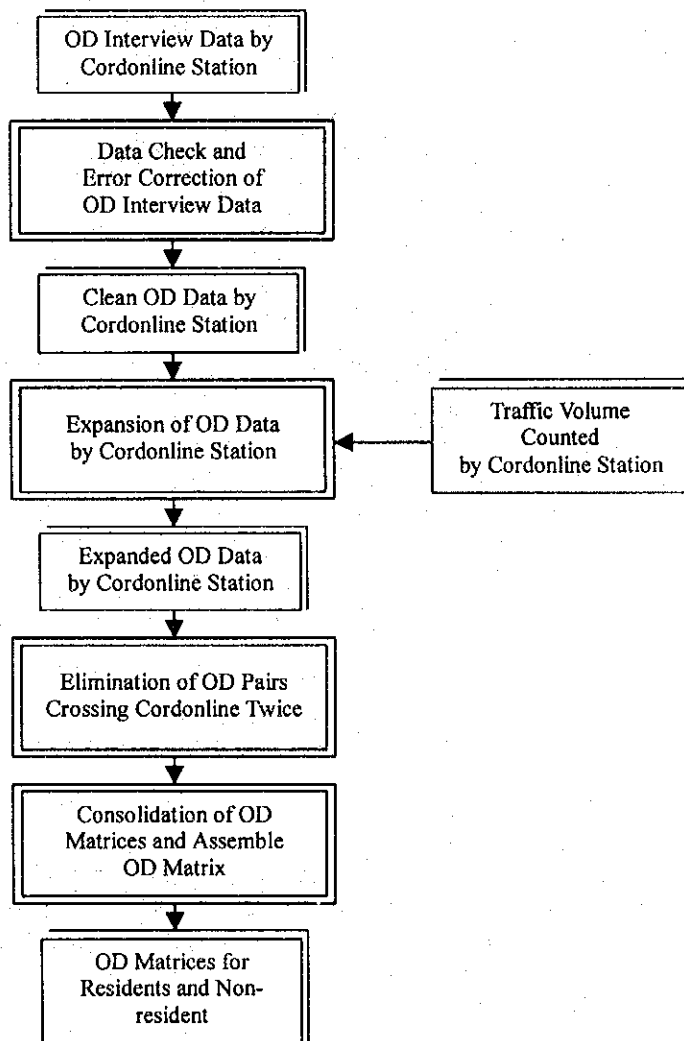 OD Interview Data by
Cordonline Station
Data Check and
Error Correction of
OD Interview Data
Clean OD Data by
Cordonline Station
Expansion of OD Data
by Cordonline Station
Traffic Volume
Counted
by Cordonline Station
Expanded OD Data
by Cordonline Station
Elimination of OD Pairs
Crossing Cordonline Twice
Consolidation of OD
Matrices and Assemble
OD Matrix
OD Matrices for
Residents and Non-
resident